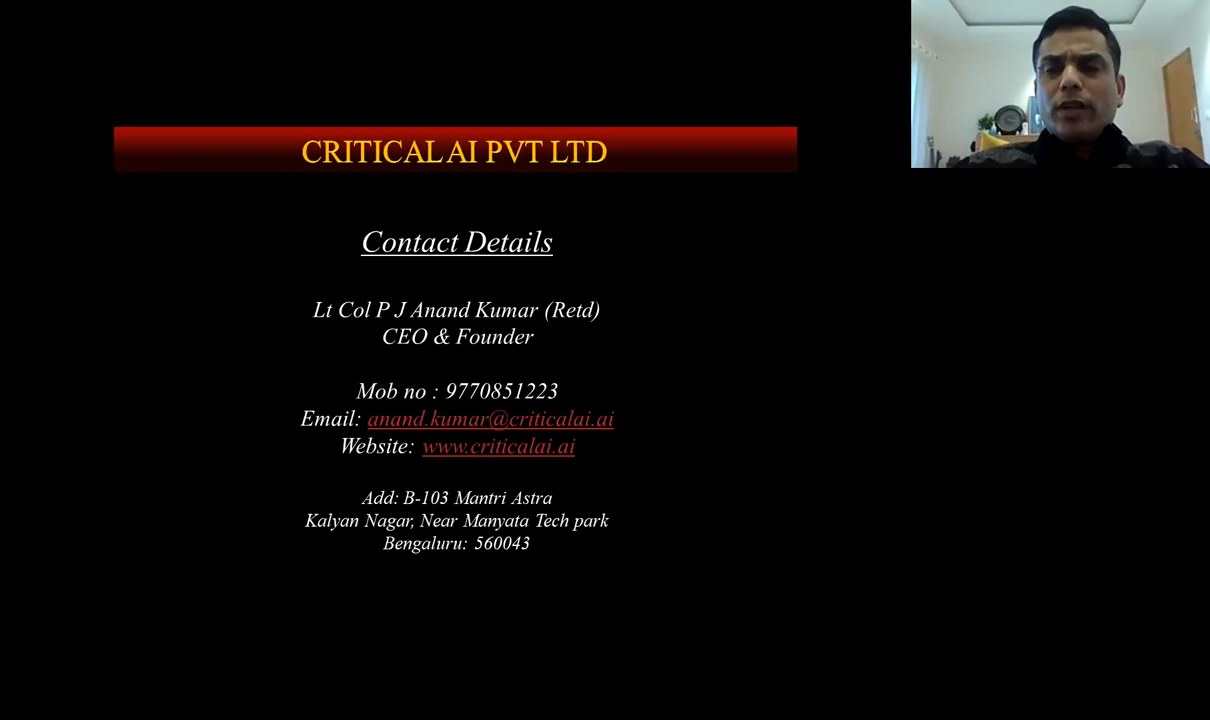 CRITICAL AI PVT LTD
Contact Details
Lt Col P J Anand Kumar (Retd)
CEO & Founder
Mob no : 9770851223
Email: anand.kumar@criticalai.ai
Website: www.criticalai.ai
Add: B-103 Mantri Astra
Kalyan Nagar, Near Manyata Tech park
Bengaluru: 560043